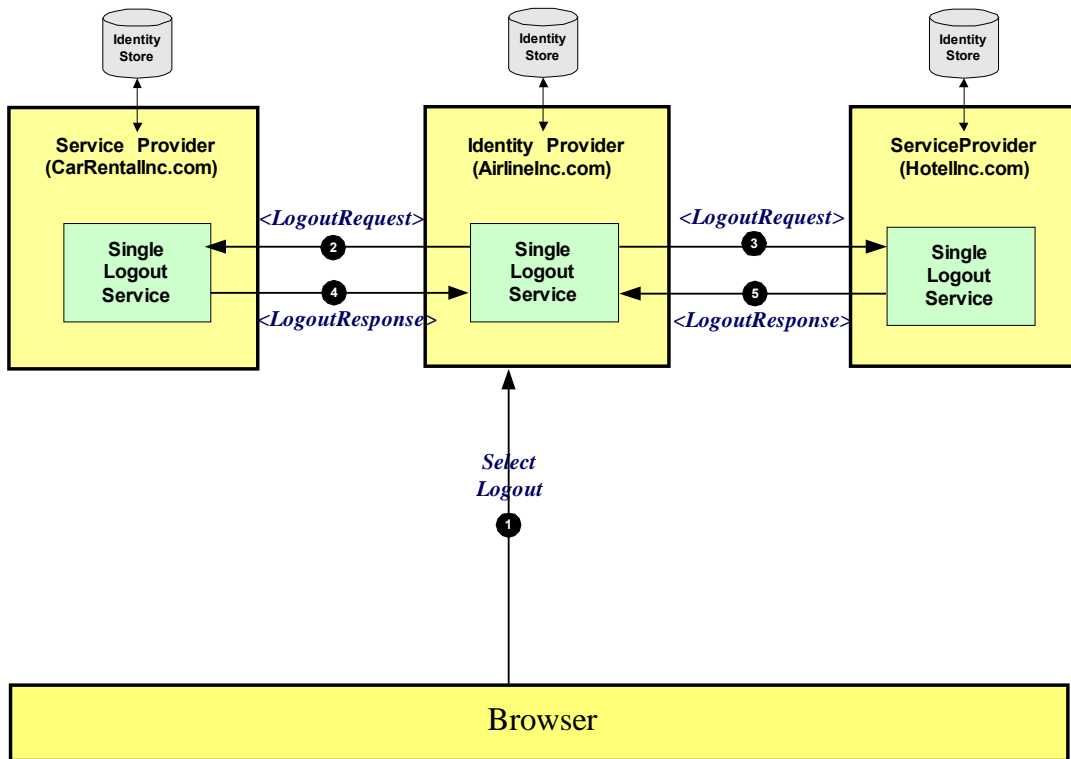 Identity
Store
Identity
Store
Identity
Store
Service Provider
(CarRentalInc.com)
Identity Provider
(AirlineInc.com)
ServiceProvider
(HotelInc.com)
<LogoutRequest>
<LogoutRequest>
2
3
Single
Logout
Service
Single
Logout
Service
Single
Logout
Service
4
5
<LogoutResponse>
<LogoutResponse>
Select
Logout
1
Browser